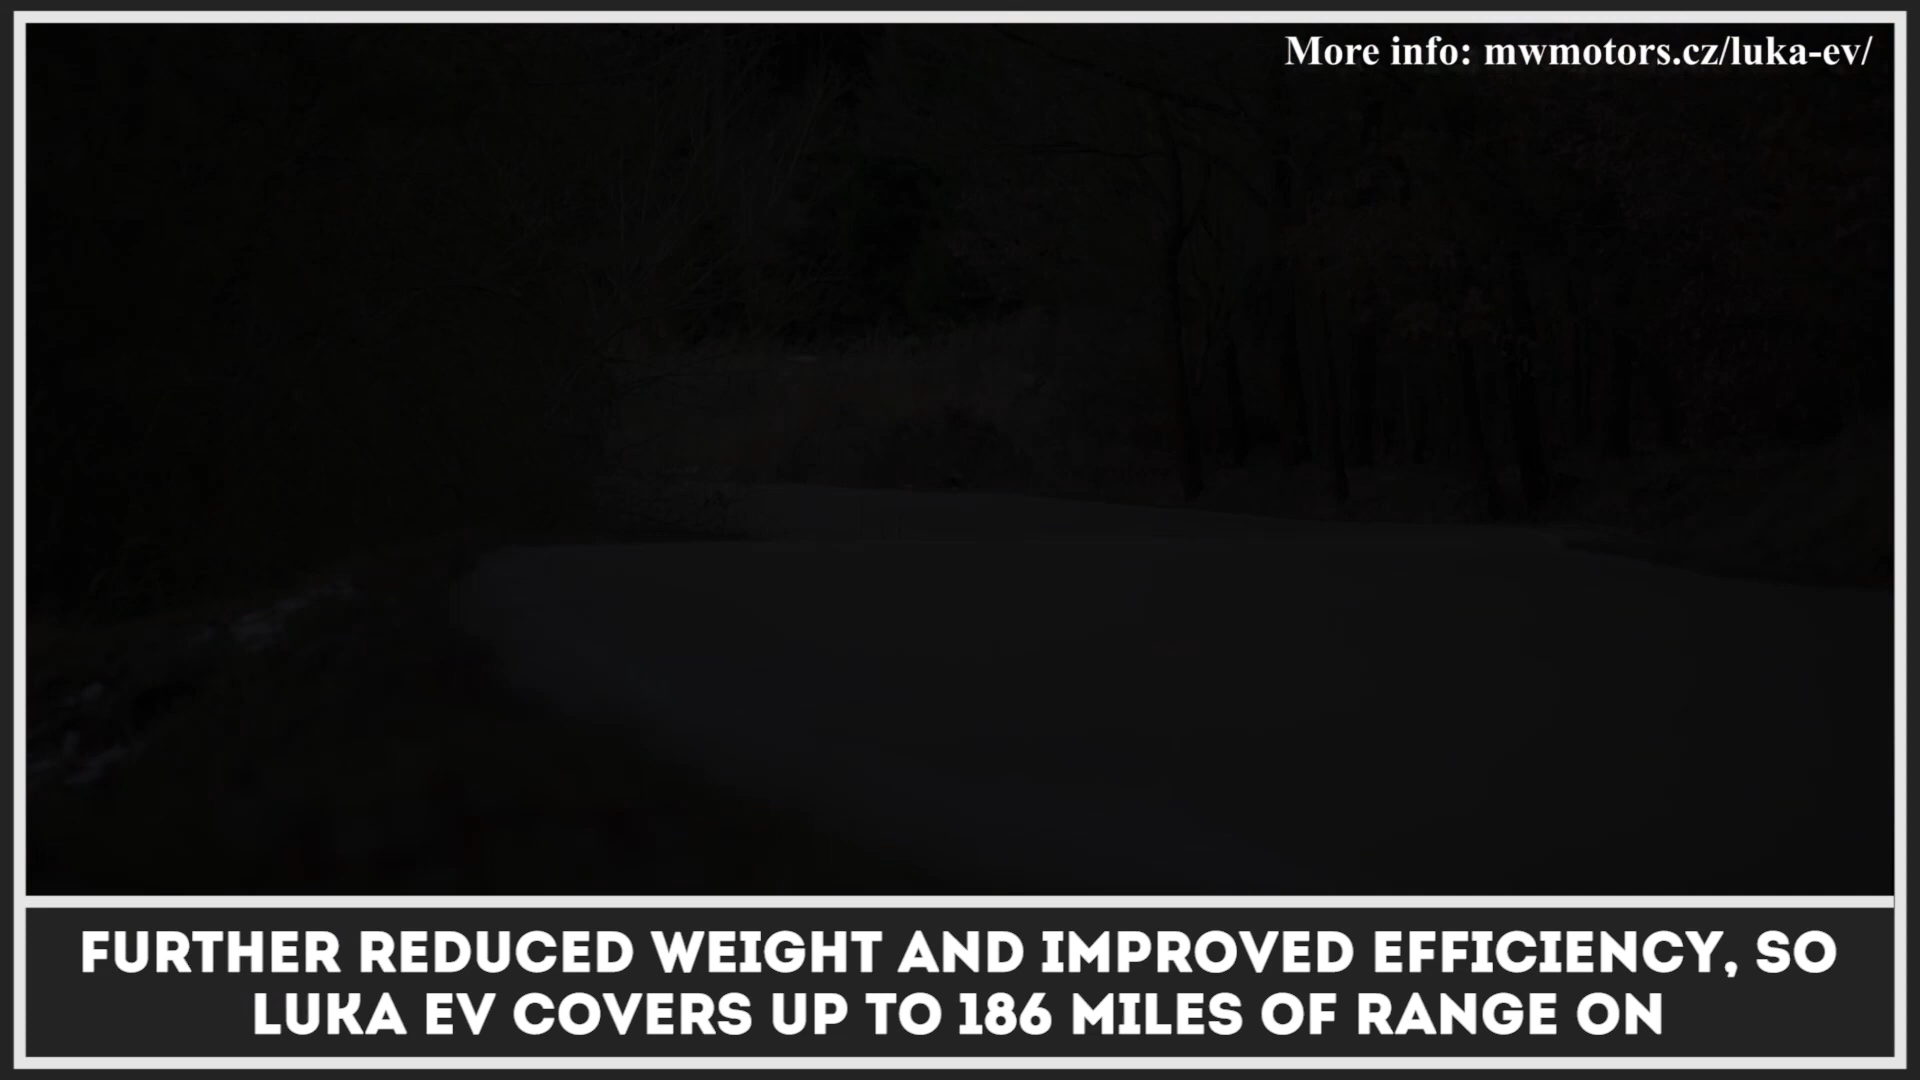 More info: mwmotors.cz/luka-ev/
FURTHER REDUCED WEIGHT AND IMPROVED EFFICIENCY, SO
LUKA EV COVERS UP TO 186 MILES OF RANGE ON